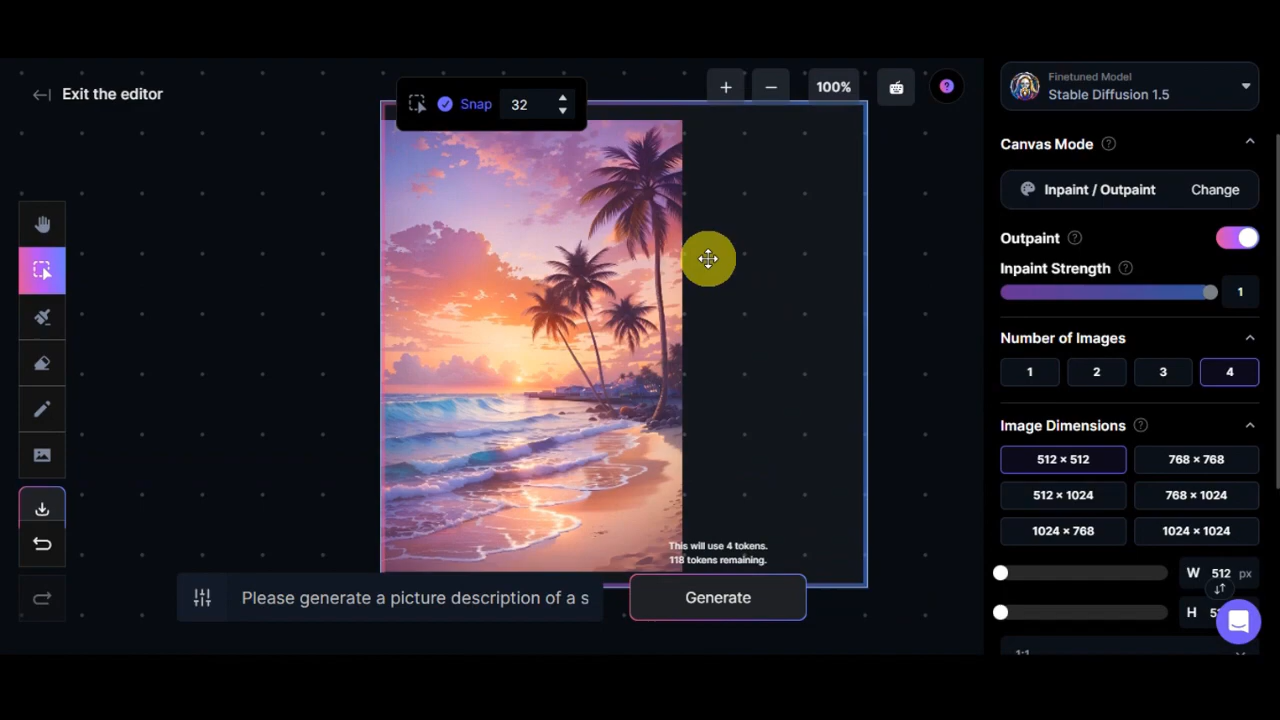 Exit the editor
Snap 32
100%
Finetuned Model
Stable Diffusion 1.5
Canvas Mode
Inpaint / Outpaint Change
Outpaint
Inpaint Strength
1
Number of Images
1 2 3 4
Image Dimensions
512 × 512 768 × 768
512 × 1024 768 × 1024
1024 × 768 1024 × 1024
W 512 px
H
1:1
This will use 4 tokens.
118 tokens remaining.
Please generate a picture description of a s
Generate